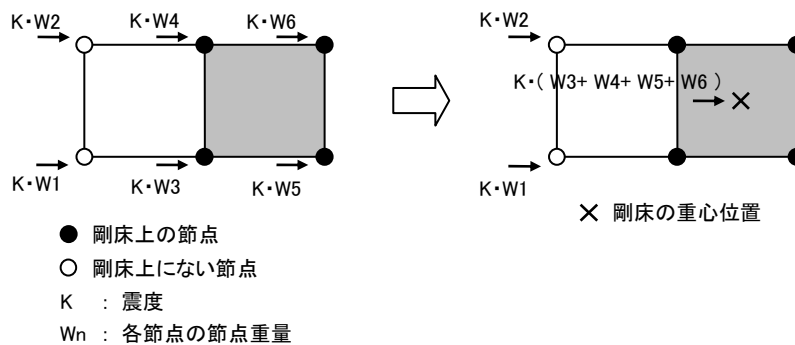 K・W2
K・W4
K・W6
K・W1
K・W3
K・W5
K・W2
K・( W3+ W4+ W5+ W6 )
K・W1
× 剛床の重心位置
● 剛床上の節点
○ 剛床上にない節点
K : 震度
Wn : 各節点の節点重量